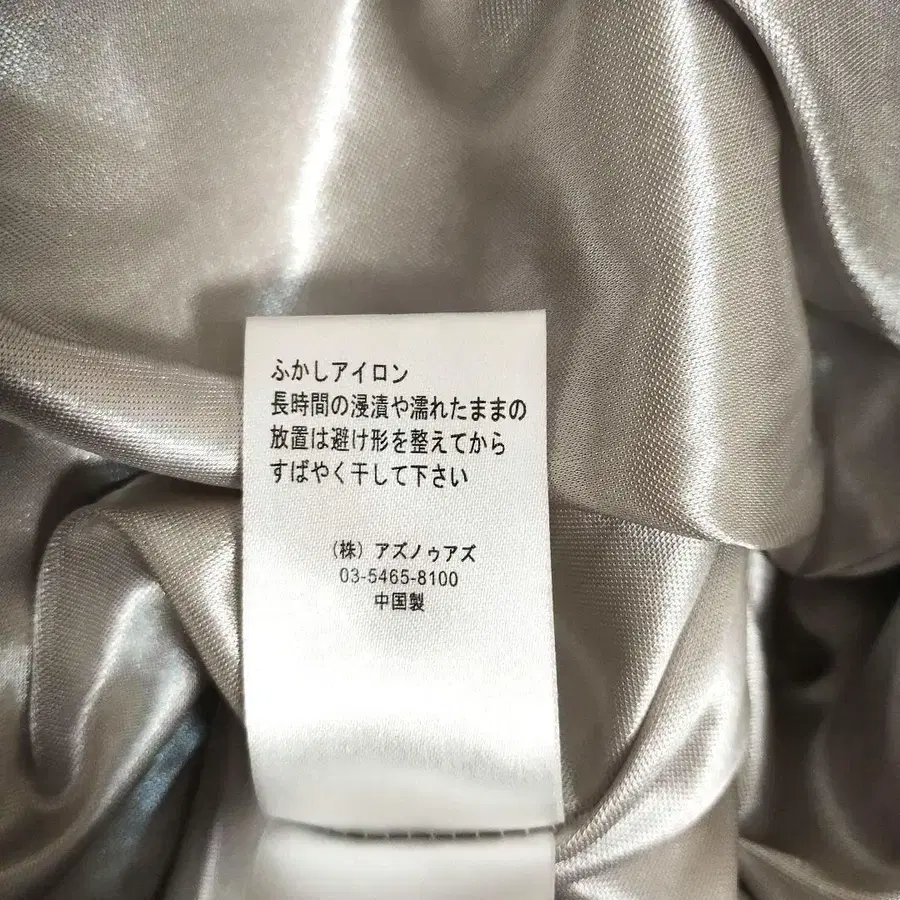 ふかしアイロン
長時間の浸漬や濡れたままの
放置は避け形を整えてから
すばやく干して下さい
（株）アズノゥアズ
03-5465-8100
中国製